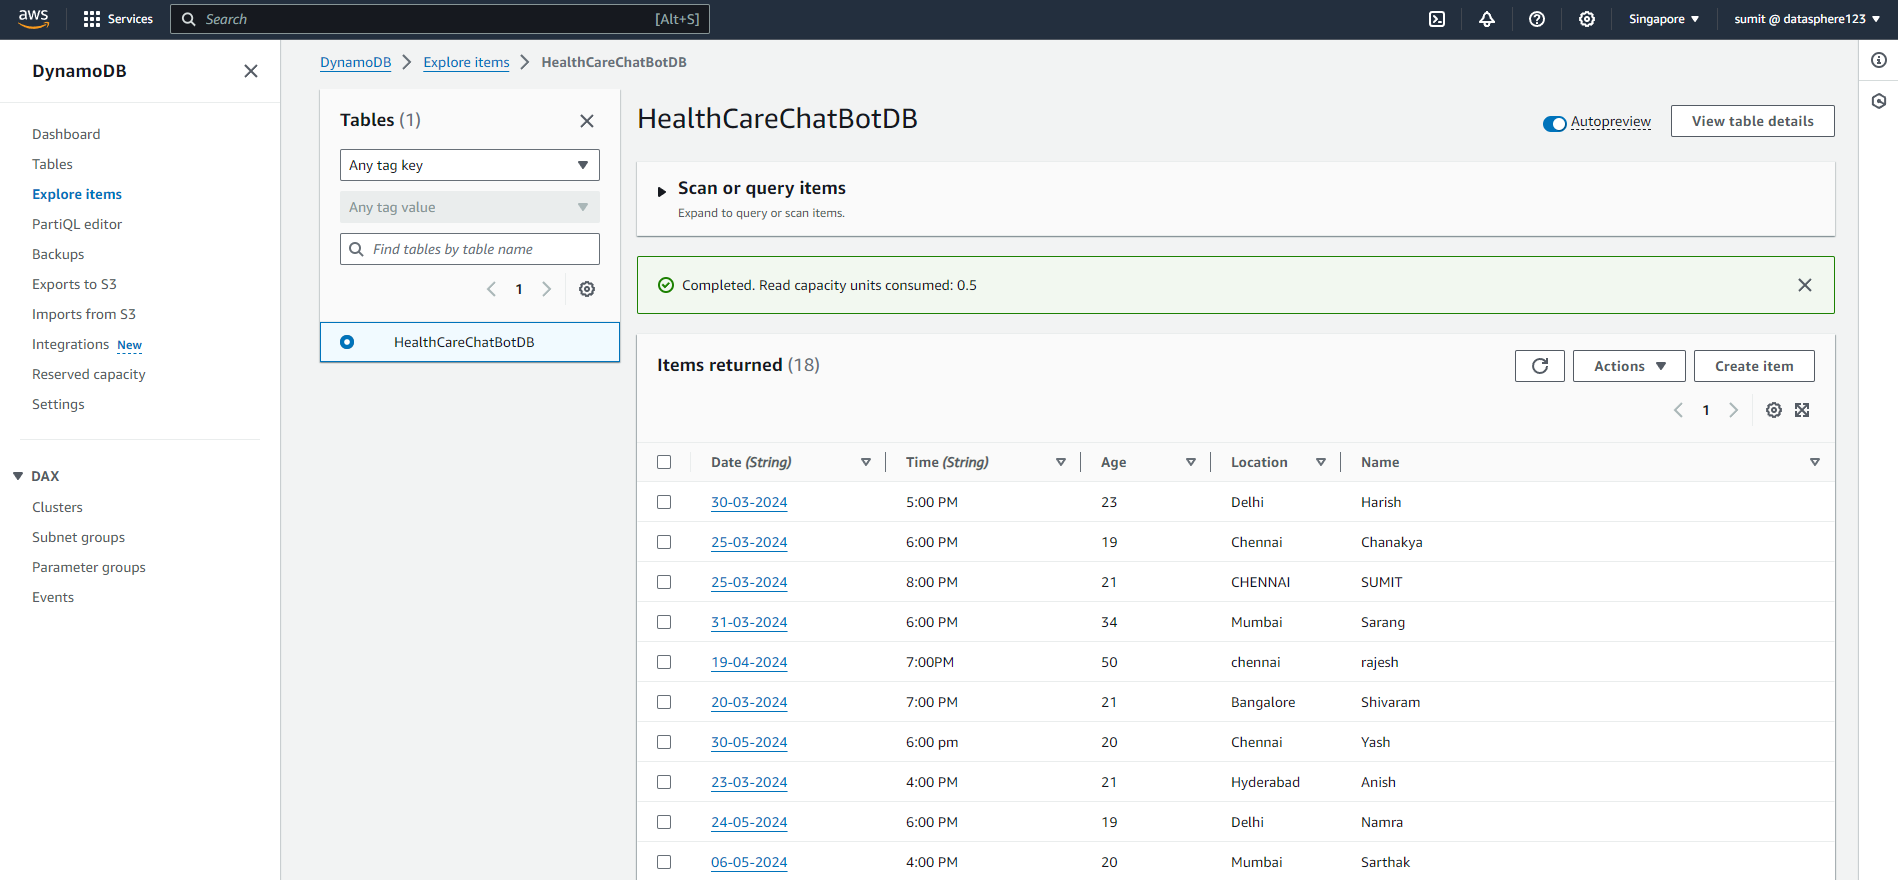 aws
Services
Search
[Alt+S]
Singapore
sumit @ datasphere123
DynamoDB
Dashboard
Tables
Explore items
PartiQL editor
Backups
Exports to S3
Imports from S3
Integrations New
Reserved capacity
Settings
DAX
Clusters
Subnet groups
Parameter groups
Events
DynamoDB
Explore items
HealthCareChatBotDB
Tables (1)
Any tag key
Any tag value
Find tables by table name
1
HealthCareChatBotDB
HealthCareChatBotDB
Autopreview
View table details
Scan or query items
Expand to query or scan items.
Completed. Read capacity units consumed: 0.5
Items returned (18)
Actions
Create item
1
Date (String) Time (String) Age Location Name
30-03-2024 5:00 PM 23 Delhi Harish
25-03-2024 6:00 PM 19 Chennai Chanakya
25-03-2024 8:00 PM 21 CHENNAI SUMIT
31-03-2024 6:00 PM 34 Mumbai Sarang
19-04-2024 7:00PM 50 chennai rajesh
20-03-2024 7:00 PM 21 Bangalore Shivaram
30-05-2024 6:00 pm 20 Chennai Yash
23-03-2024 4:00 PM 21 Hyderabad Anish
24-05-2024 6:00 PM 19 Delhi Namra
06-05-2024 4:00 PM 20 Mumbai Sarthak